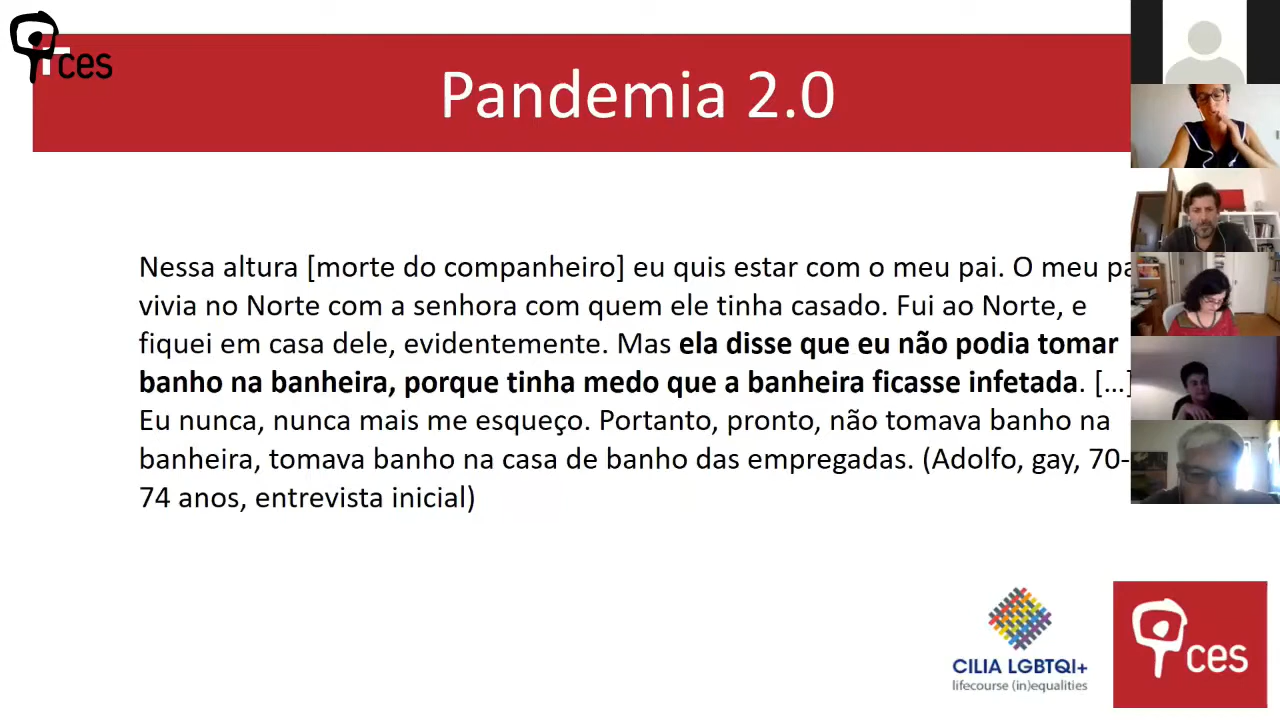 ces
Pandemia 2.0
Nessa altura [morte do companheiro] eu quis estar com o meu pai. O meu pa
vivia no Norte com a senhora com quem ele tinha casado. Fui ao Norte, e
fiquei em casa dele, evidentemente. Mas ela disse que eu não podia tomar
banho na banheira, porque tinha medo que a banheira ficasse infetada. [...]
Eu nunca, nunca mais me esqueço. Portanto, pronto, não tomava banho na
banheira, tomava banho na casa de banho das empregadas. (Adolfo, gay, 70-
74 anos, entrevista inicial)
CILIA LGBTQI+
lifecourse (in)equalities
ces